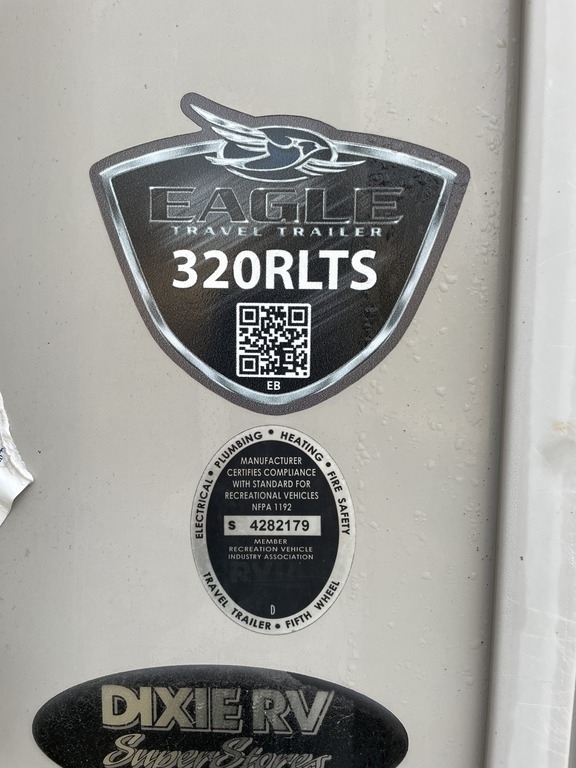 EAGLE
TRAVEL TRAILER
320RLTS
EB
ELECTRICAL • PLUMBING • HEATING • FIRE SAFETY
MANUFACTURER
CERTIFIES COMPLIANCE
WITH STANDARD FOR
RECREATIONAL VEHICLES
NFPA 1192
S 4282179
MEMBER
RECREATION VEHICLE
INDUSTRY ASSOCIATION
D
TRAVEL TRAILER • FIFTH WHEEL
DIXIE RV
SuperStores